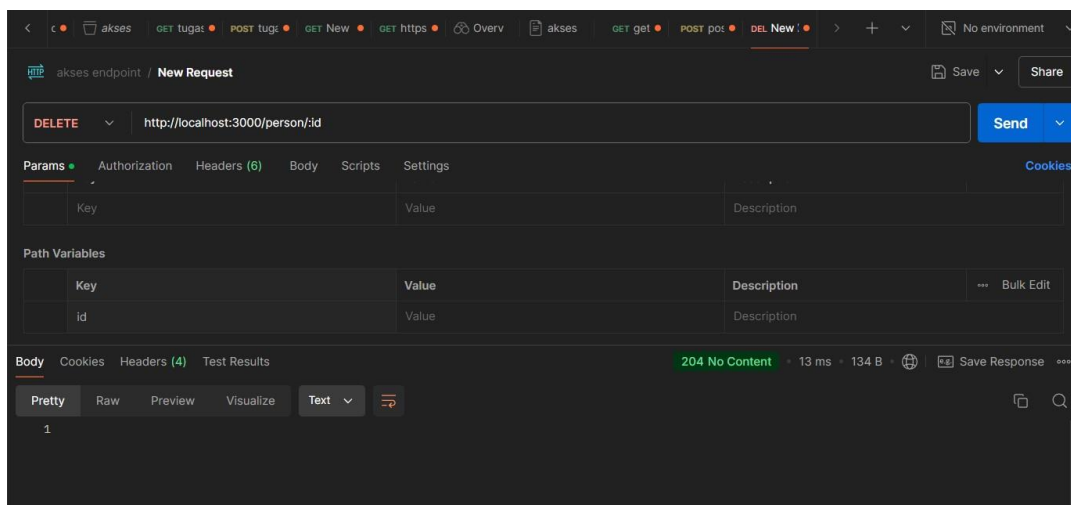 akses GET tugas POST tuga GET New GET https Overv akses GET get POST pos DEL New No environment
HTTP akses endpoint / New Request Save Share
DELETE http://localhost:3000/person/:id Send
Params Authorization Headers (6) Body Scripts Settings Cookies
Key Value Description
Path Variables
Key Value Description Bulk Edit
id Value Description
Body Cookies Headers (4) Test Results 204 No Content 13 ms 134 B e.g. Save Response
Pretty Raw Preview Visualize Text
1